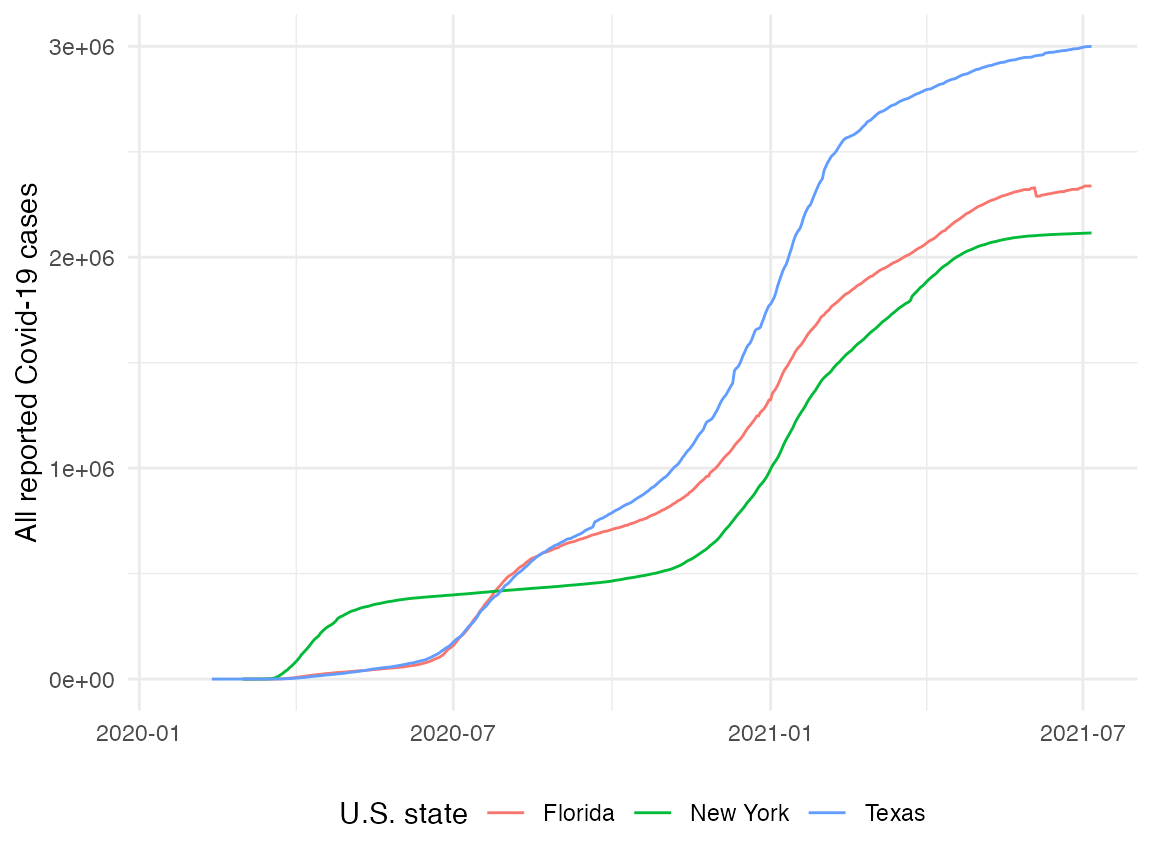 All reported Covid-19 cases
3e+06
2e+06
1e+06
0e+00
2020-01 2020-07 2021-01 2021-07
U.S. state Florida New York Texas